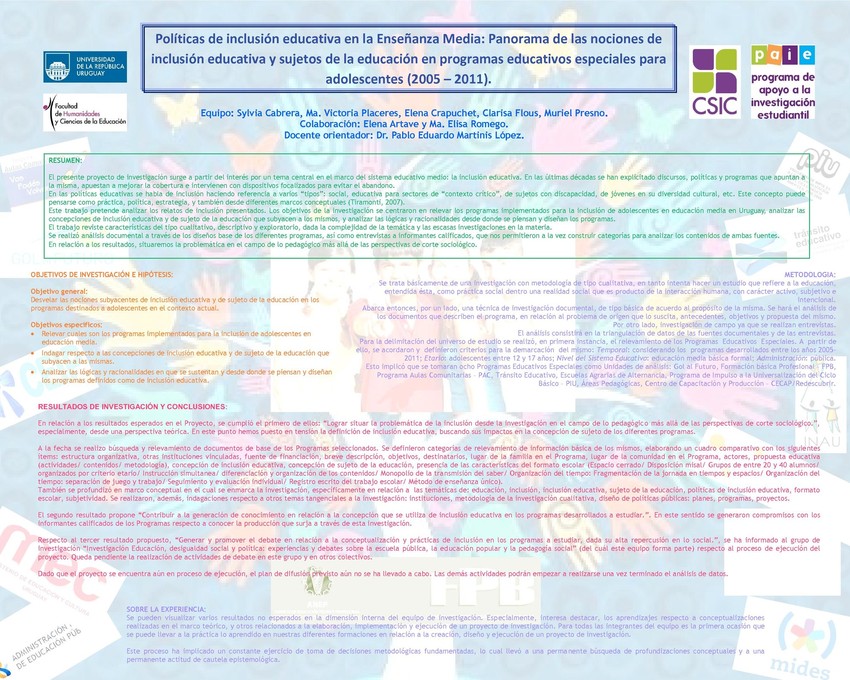 Políticas de inclusión educativa en la Enseñanza Media: Panorama de las nociones de
inclusión educativa y sujetos de la educación en programas educativos especiales para
adolescentes (2005 – 2011).
UNIVERSIDAD
DE LA REPÚBLICA
URUGUAY
Facultad
de Humanidades
y Ciencias de la Educación
CSIC
paie
programa de
apoyo a la
investigación
estudiantil
Equipo: Sylvia Cabrera, Ma. Victoria Placeres, Elena Crapuchet, Clarisa Flous, Muriel Presno.
Colaboración: Elena Artave y Ma. Elisa Romego.
Docente orientador: Dr. Pablo Eduardo Martinis López.
RESUMEN:
El presente proyecto de investigación surge a partir del interés por un tema central en el marco del sistema educativo medio: la inclusión educativa. En las últimas décadas se han explicitado discursos, políticas y programas que apuntan a
la misma, apuestan a mejorar la cobertura e intervienen con dispositivos focalizados para evitar el abandono.
En las políticas educativas se habla de inclusión haciendo referencia a varios "tipos": social, educativa para sectores de "contexto crítico", de sujetos con discapacidad, de jóvenes en su diversidad cultural, etc. Este concepto puede
pensarse como práctica, política, estrategia, y también desde diferentes marcos conceptuales (Tiramonti, 2007).
Este trabajo pretende analizar los relatos de inclusión presentados. Los objetivos de la investigación se centraron en relevar los programas implementados para la inclusión de adolescentes en educación media en Uruguay, analizar las
concepciones de inclusión educativa y de sujeto de la educación que subyacen a los mismos, y analizar las lógicas y racionalidades desde donde se piensan y diseñan los programas.
El trabajo reviste características del tipo cualitativo, descriptivo y exploratorio, dada la complejidad de la temática y las escasas investigaciones en la materia.
Se realizó análisis documental a través de los diseños base de los diferentes programas, así como entrevistas a informantes calificados, que nos permitieron a la vez construir categorías para analizar los contenidos de ambas fuentes.
En relación a los resultados, situaremos la problemática en el campo de lo pedagógico más allá de las perspectivas de corte sociológico.
piu
tránsito
educativo
OBJETIVOS DE INVESTIGACIÓN E HIPÓTESIS:
Objetivo general:
Desvelar las nociones subyacentes de inclusión educativa y de sujeto de la educación en los
programas destinados a adolescentes en el contexto actual.
Objetivos específicos:
• Relevar cuales son los programas implementados para la inclusión de adolescentes en
educación media.
• Indagar respecto a las concepciones de inclusión educativa y de sujeto de la educación que
subyacen a las mismas.
• Analizar las lógicas y racionalidades en que se sustentan y desde donde se piensan y diseñan
los programas definidos como de inclusión educativa.
METODOLOGIA:
Se trata básicamente de una investigación con metodología de tipo cualitativo, en tanto intenta hacer un estudio que refiere a la educación,
entendida ésta, como práctica social dentro una realidad social que es producto de la interacción humana, con carácter activo, subjetivo e
intencional.
Abarca entonces, por un lado, una técnica de investigación documental, de tipo básica de acuerdo al propósito de la misma. Se hará el análisis de
los documentos que describen el programa, en relación al problema de origen que lo suscita, antecedentes, objetivos y propuesta del mismo.
Por otro lado, investigación de campo ya que se realizan entrevistas.
El análisis consistirá en la triangulación de datos de las fuentes documentales y de las entrevistas.
Para la delimitación del universo de estudio se realizó, en primera instancia, el relevamiento de los Programas Educativos Especiales. A partir de
ello, se acordaron y definieron criterios para la demarcación del mismo: Temporal: considerando los programas desarrollados entre los años 2005-
2011; Etario: adolescentes entre 12 y 17 años; Nivel del Sistema Educativo: educación media básica formal; Administración pública.
Esto implicó que se tomaran ocho Programas Educativos Especiales como Unidades de Análisis: Gol al Futuro, Formación básica Profesional - FPB,
Programa Aulas Comunitarias – PAC, Tránsito Educativo, Escuelas Agrarias de Alternancia, Programa de Impulso a la Universalización del Ciclo
Básico – PIU, Áreas Pedagógicas, Centro de Capacitación y Producción – CECAP/Redescubrir.
INAU
RESULTADOS DE INVESTIGACIÓN Y CONCLUSIONES:
En relación a los resultados esperados en el Proyecto, se cumplió el primero de ellos: "Lograr situar la problemática de la inclusión desde la investigación en el campo de lo pedagógico más allá de las perspectivas de corte sociológico.",
especialmente, desde una perspectiva teórica. En este punto hemos puesto en tensión la definición de inclusión educativa, buscando sus impactos en la concepción de sujeto de los diferentes programas.
A la fecha se realizo búsqueda y relevamiento de documentos de base de los Programas seleccionados. Se definieron categorías de relevamiento de información básica de los mismos, elaborando un cuadro comparativo con los siguientes
ítems: estructura organizativa, otras instituciones vinculadas, fuente de financiación, breve descripción, objetivos, destinatarios, lugar de la familia en el Programa, lugar de la comunidad en el Programa, actores, propuesta educativa
(actividades/ contenidos/ metodología), concepción de inclusión educativa, concepción de sujeto de la educación, presencia de las características del formato escolar (Espacio cerrado/ Disposición misal/ Grupos de entre 20 y 40 alumnos/
organizados por criterio etario/ Instrucción simultanea/ diferenciación y organización de los contenidos/ Monopolio de la transmisión del saber/ Organización del tiempo: Fragmentación de la jornada en tiempos y espacios/ Organización del
tiempo: separación de juego y trabajo/ Seguimiento y evaluación individual/ Registro escrito del trabajo escolar/ Método de enseñanza único).
También se profundizó en marco conceptual en el cual se enmarca la investigación, específicamente en relación a las temáticas de: educación, inclusión, inclusión educativa, sujeto de la educación, políticas de inclusión educativa, formato
escolar, subjetividad. Se realizaron, además, indagaciones respecto a otros temas tangenciales a la investigación: instituciones, metodología de la investigación cualitativa, diseño de políticas públicas: planes, programas, proyectos.
El segundo resultado propone "Contribuir a la generación de conocimiento en relación a la concepción que se utiliza de inclusión educativa en los programas desarrollados a estudiar.". En este sentido se generaron compromisos con los
informantes calificados de los Programas respecto a conocer la producción que surja a través de esta investigación.
Respecto al tercer resultado propuesto, "Generar y promover el debate en relación a la conceptualización y prácticas de inclusión en los programas a estudiar, dada su alta repercusión en lo social.", se ha informado al grupo de
investigación "Investigación Educación, desigualdad social y política: experiencias y debates sobre la escuela pública, la educación popular y la pedagogía social" (del cual este equipo forma parte) respecto al proceso de ejecución del
proyecto. Queda pendiente la realización de actividades de debate en este grupo y en otros colectivos.
Dado que el proyecto se encuentra aún en proceso de ejecución, el plan de difusión previsto aún no se ha llevado a cabo. Las demás actividades podrán empezar a realizarse una vez terminado el análisis de datos.
mec
FPB
SOBRE LA EXPERIENCIA:
Se pueden visualizar varios resultados no esperados en la dimensión interna del equipo de investigación. Especialmente, interesa destacar, los aprendizajes respecto a conceptualizaciones
realizadas en el marco teórico, y otros relacionados a la elaboración, implementación y ejecución de un proyecto de investigación. Para todas las integrantes del equipo es la primera ocasión que
se puede llevar a la práctica lo aprendido en nuestras diferentes formaciones en relación a la creación, diseño y ejecución de un proyecto de investigación.
Este proceso ha implicado un constante ejercicio de toma de decisiones metodológicas fundamentadas, lo cual llevó a una permanente búsqueda de profundizaciones conceptuales y a una
permanente actitud de cautela epistemológica.
ADMINISTRACIÓN
DE EDUCACIÓN PÚB
mides